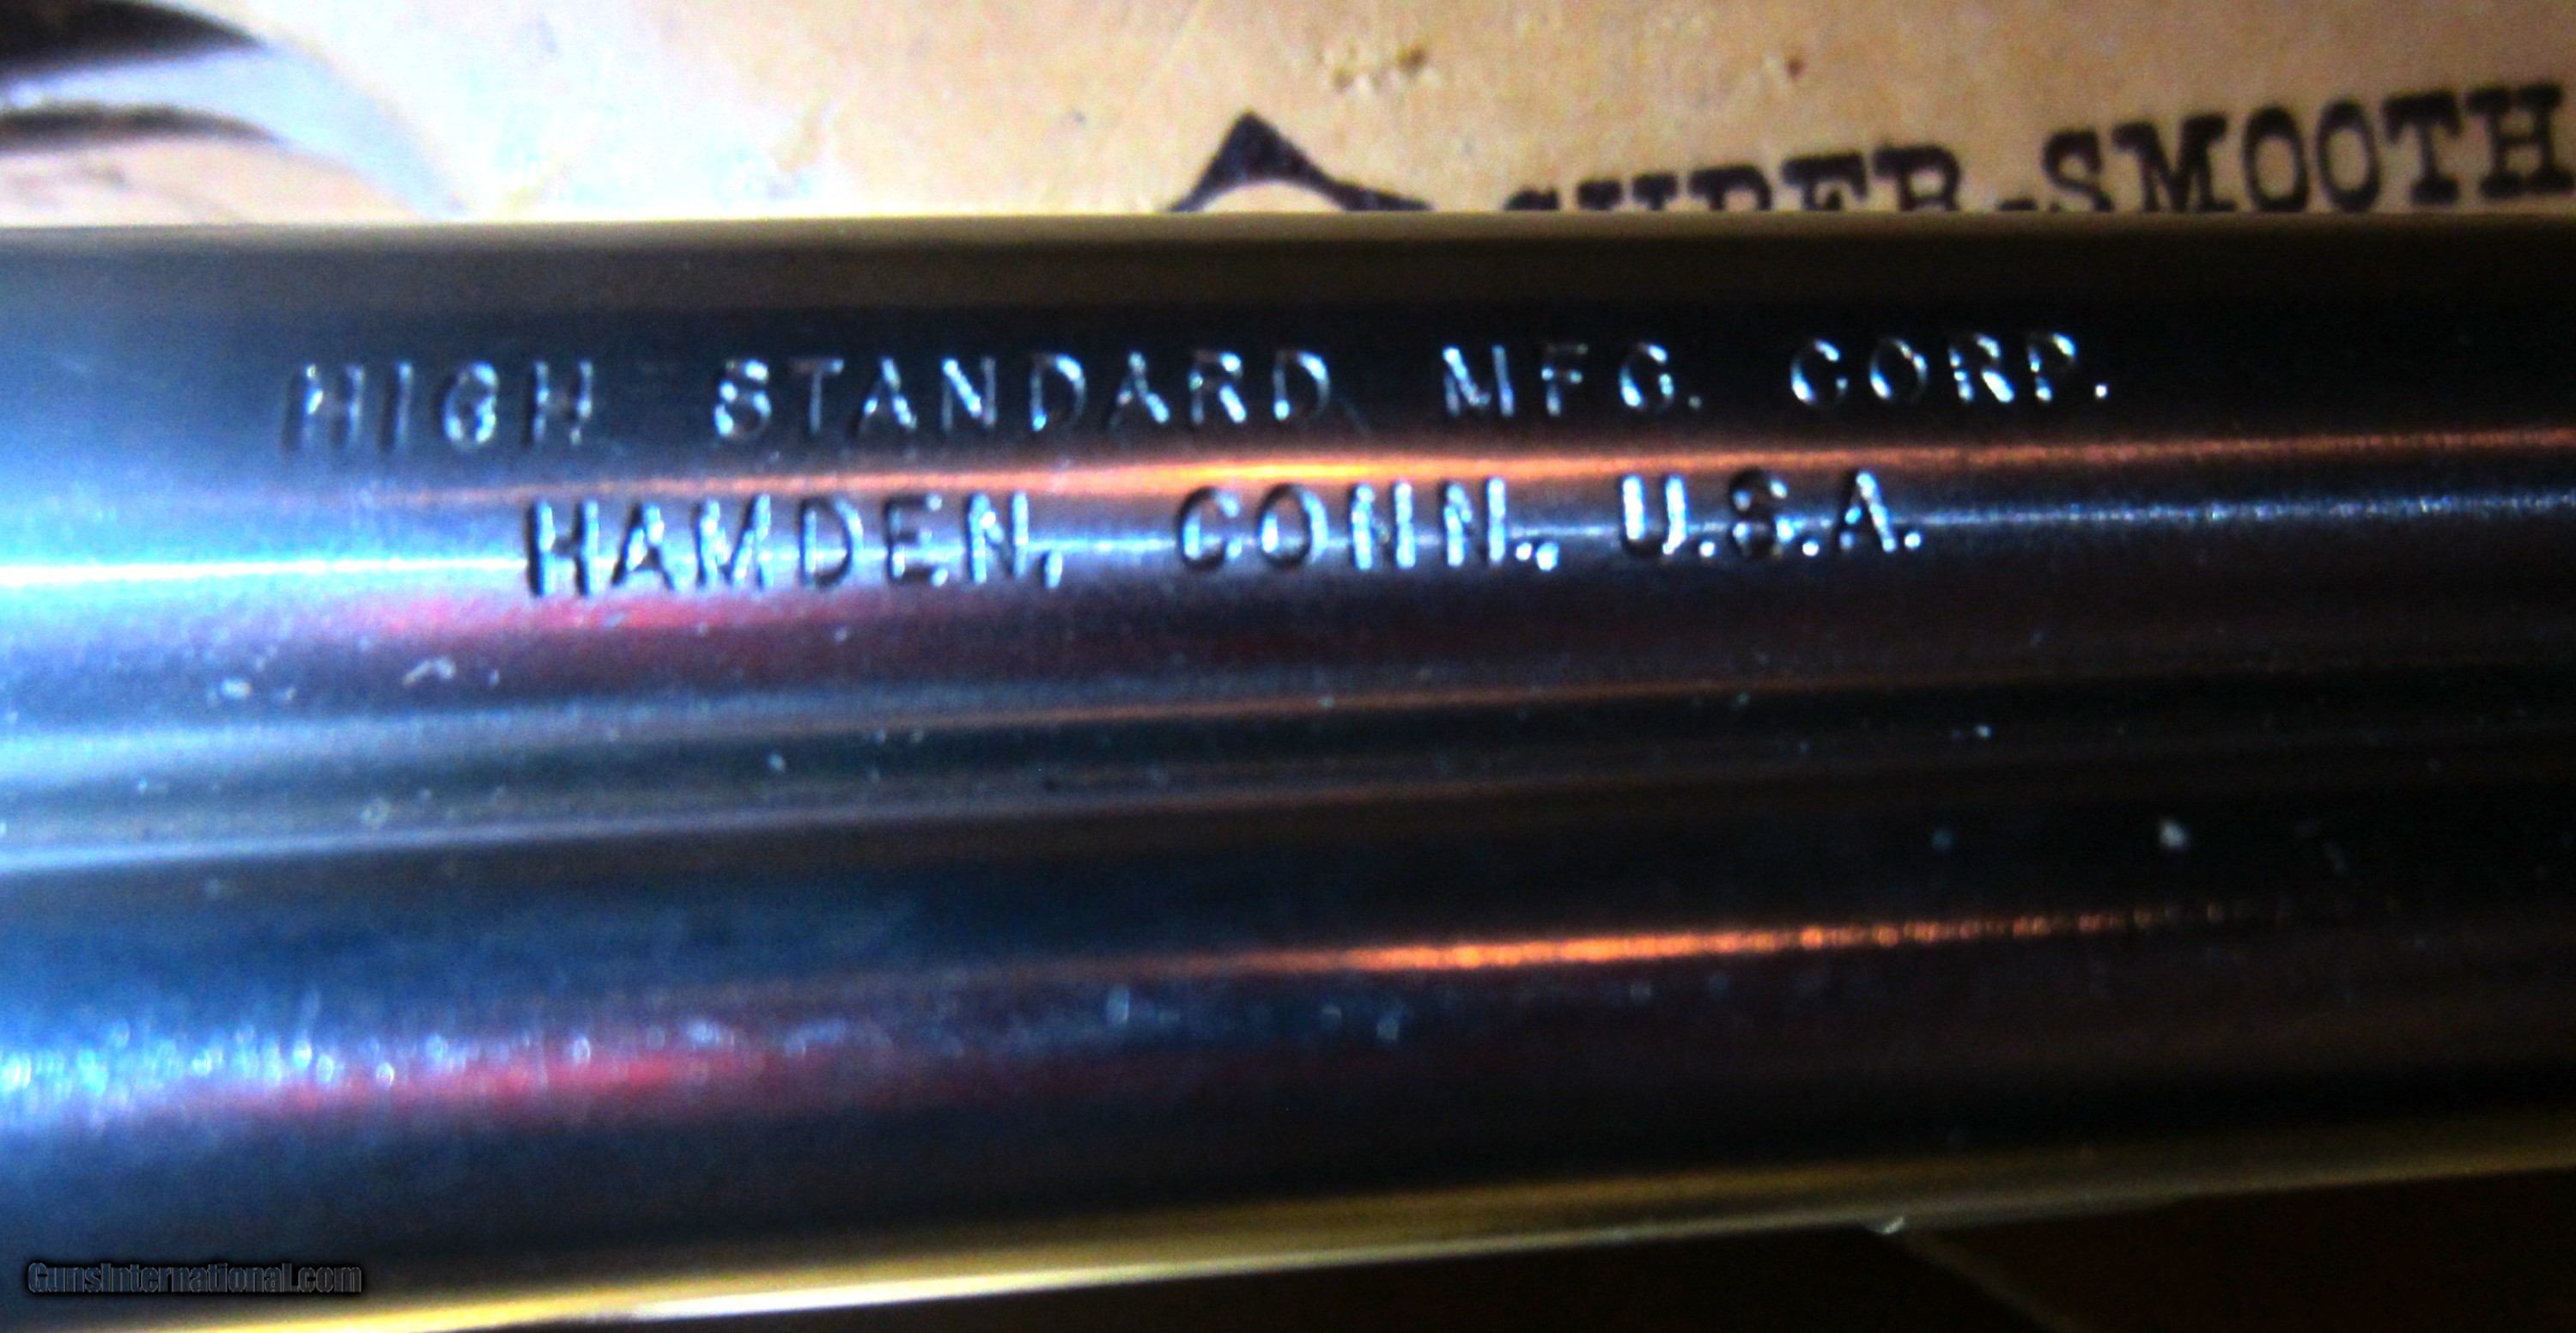 SUPER-SMOOTH
HIGH STANDARD MFG. CORP.
HAMDEN, CONN., U.S.A.
GunsInternational.com